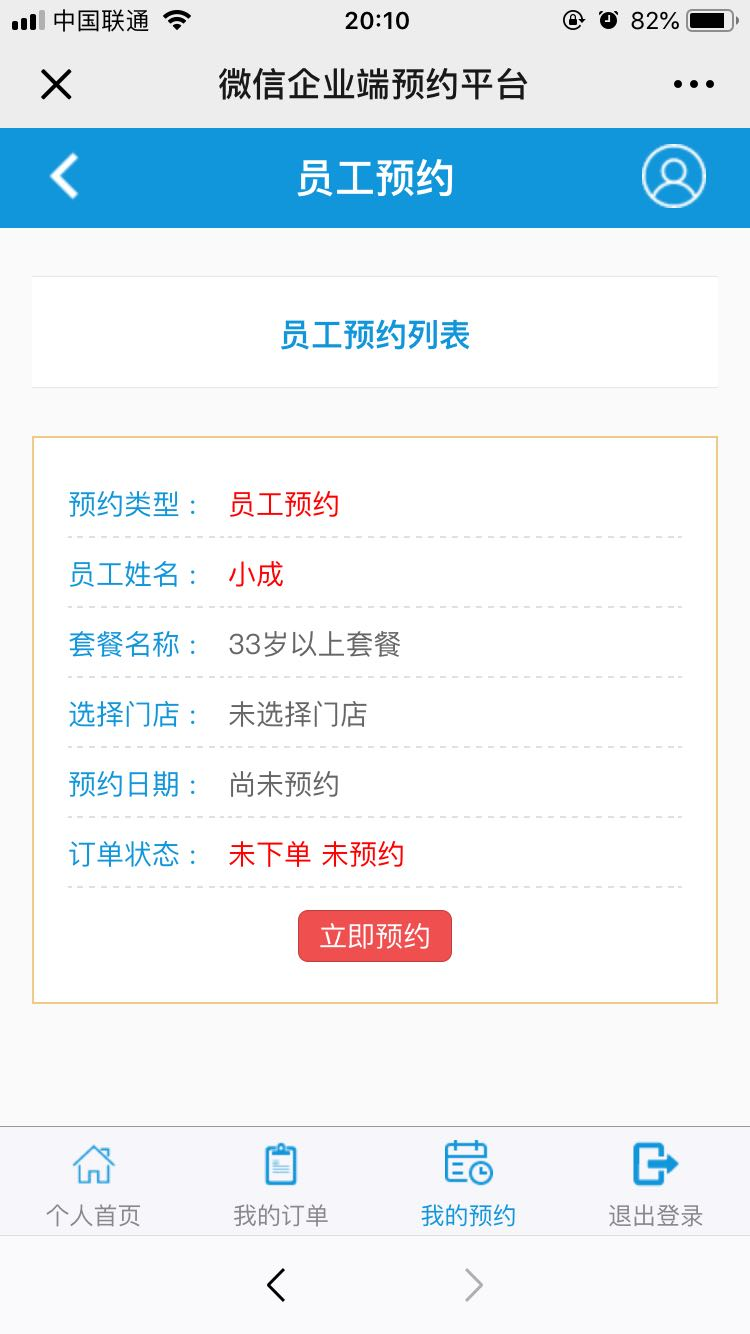 中国联通 20:10 82%
微信企业端预约平台
员工预约
员工预约列表
预约类型： 员工预约
员工姓名： 小成
套餐名称： 33岁以上套餐
选择门店： 未选择门店
预约日期： 尚未预约
订单状态： 未下单 未预约
立即预约
个人首页 我的订单 我的预约 退出登录